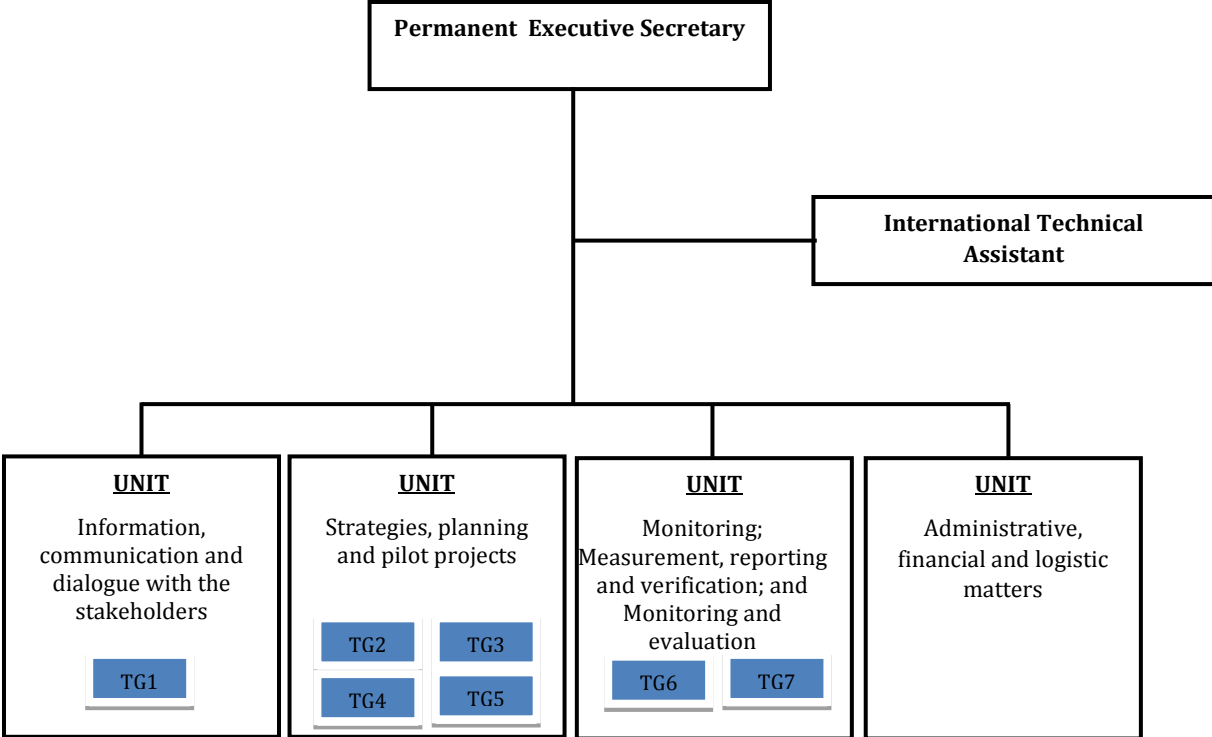 Permanent Executive Secretary
International Technical
Assistant
UNIT
Information,
communication and
dialogue with the
stakeholders
TG1
UNIT
Strategies, planning
and pilot projects
TG2
TG3
TG4
TG5
UNIT
Monitoring;
Measurement, reporting
and verification; and
Monitoring and
evaluation
TG6
TG7
UNIT
Administrative,
financial and logistic
matters